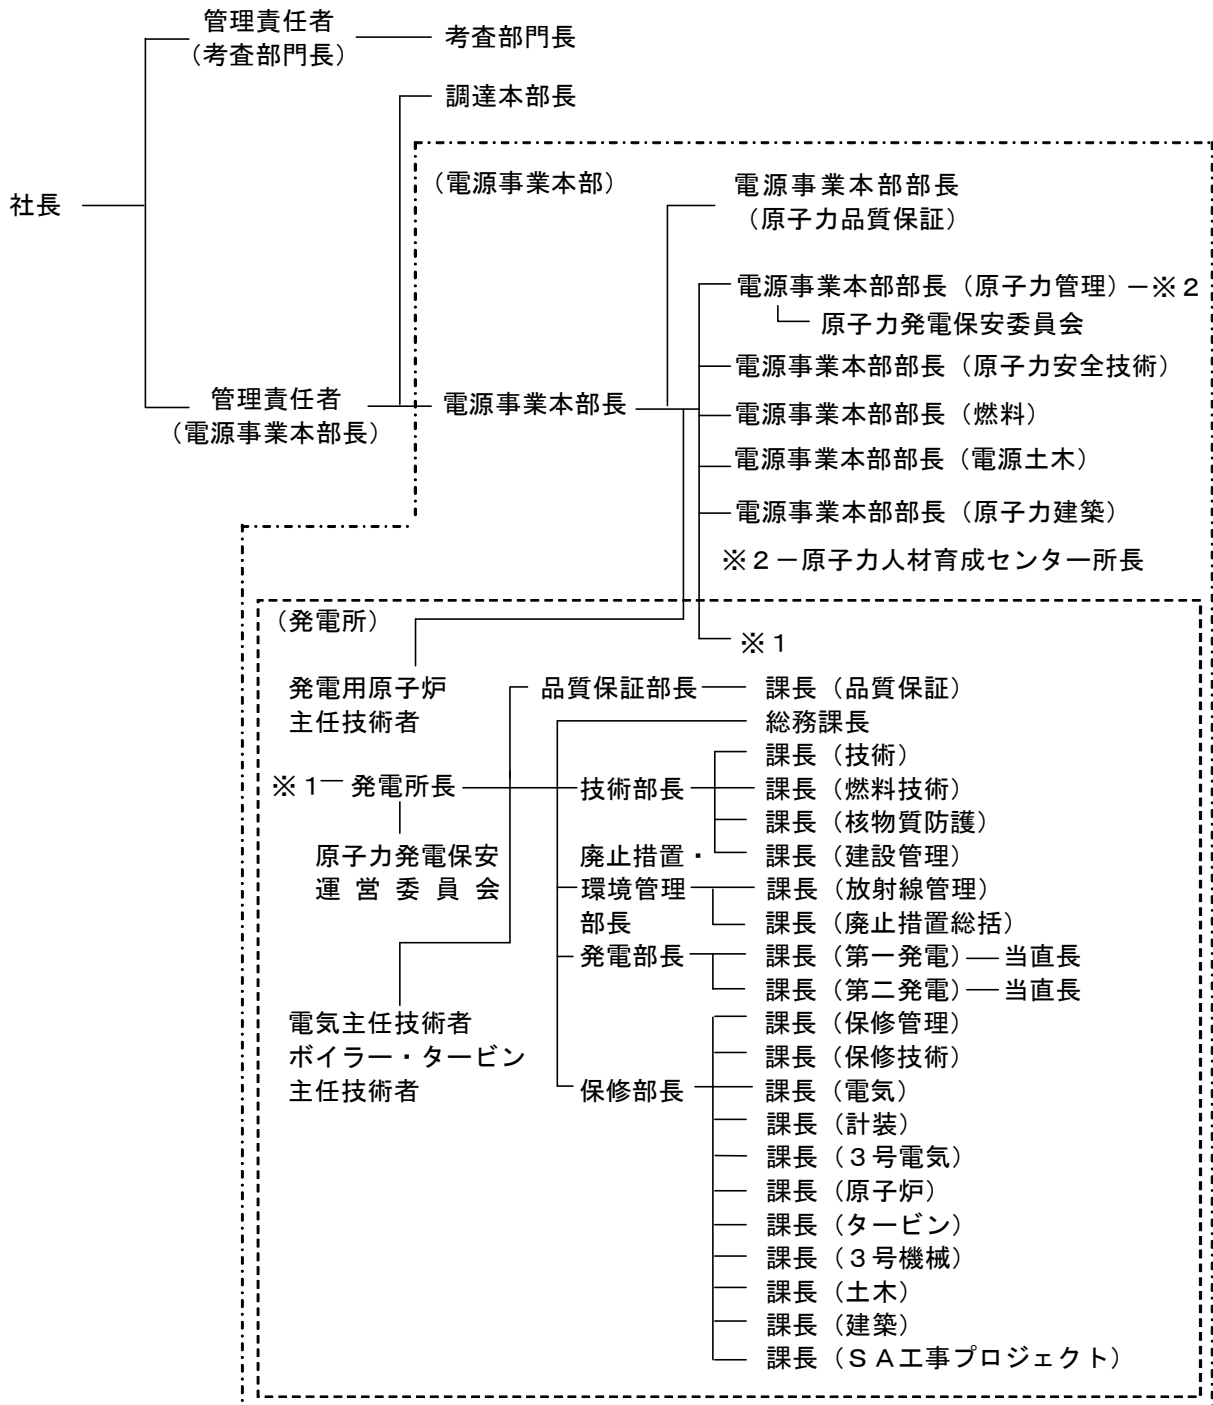 管理責任者
（考査部門長）
考査部門長
調達本部長
社長
（電源事業本部）
電源事業本部部長
（原子力品質保証）
電源事業本部部長（原子力管理）－※２
原子力発電保安委員会
電源事業本部部長（原子力安全技術）
管理責任者
（電源事業本部長）
電源事業本部長
電源事業本部部長（燃料）
電源事業本部部長（電源土木）
電源事業本部部長（原子力建築）
※２－原子力人材育成センター所長
（発電所）
※１
発電用原子炉
主任技術者
品質保証部長
課長（品質保証）
総務課長
※１－発電所長
原子力発電保安
運営委員会
技術部長
課長（技術）
課長（燃料技術）
課長（核物質防護）
課長（建設管理）
廃止措置・
環境管理
部長
課長（放射線管理）
課長（廃止措置総括）
発電部長
課長（第一発電）
当直長
課長（第二発電）
当直長
電気主任技術者
ボイラー・タービン
主任技術者
保修部長
課長（保修管理）
課長（保修技術）
課長（電気）
課長（計装）
課長（３号電気）
課長（原子炉）
課長（タービン）
課長（３号機械）
課長（土木）
課長（建築）
課長（ＳＡ工事プロジェクト）